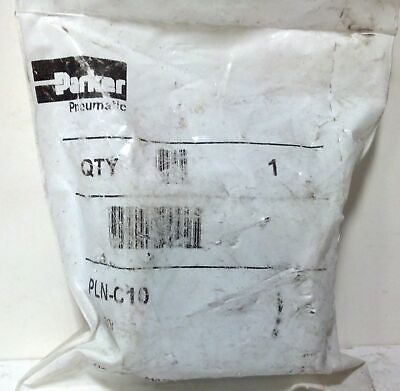 Parker
Pneumatic
QTY 1
PLN-C10